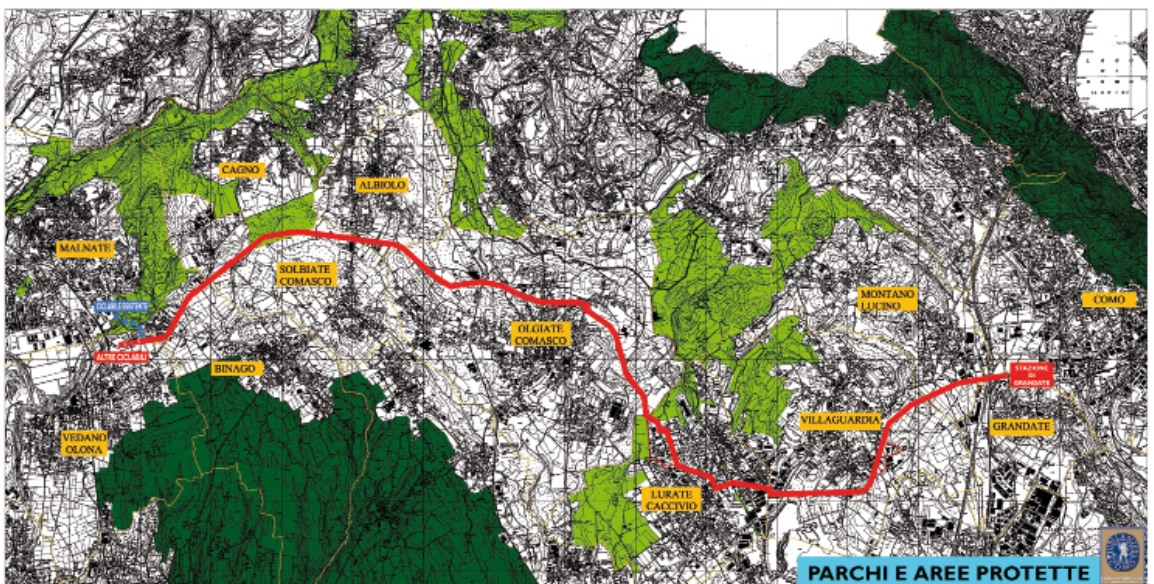 LAGO
CAGNO
ALBIOLO
MALNATE
SOLBIATE
COMASCO
CICLABILE ESISTENTE
MONTANO
LUCINO
COMO
OLGIATE
COMASCO
ALTRE CICLABILI
BINAGO
STAZIONE
DI
GRANDATE
VILLAGUARDIA
GRANDATE
VEDANO
OLONA
LURATE
CACCIVIO
PARCHI E AREE PROTETTE